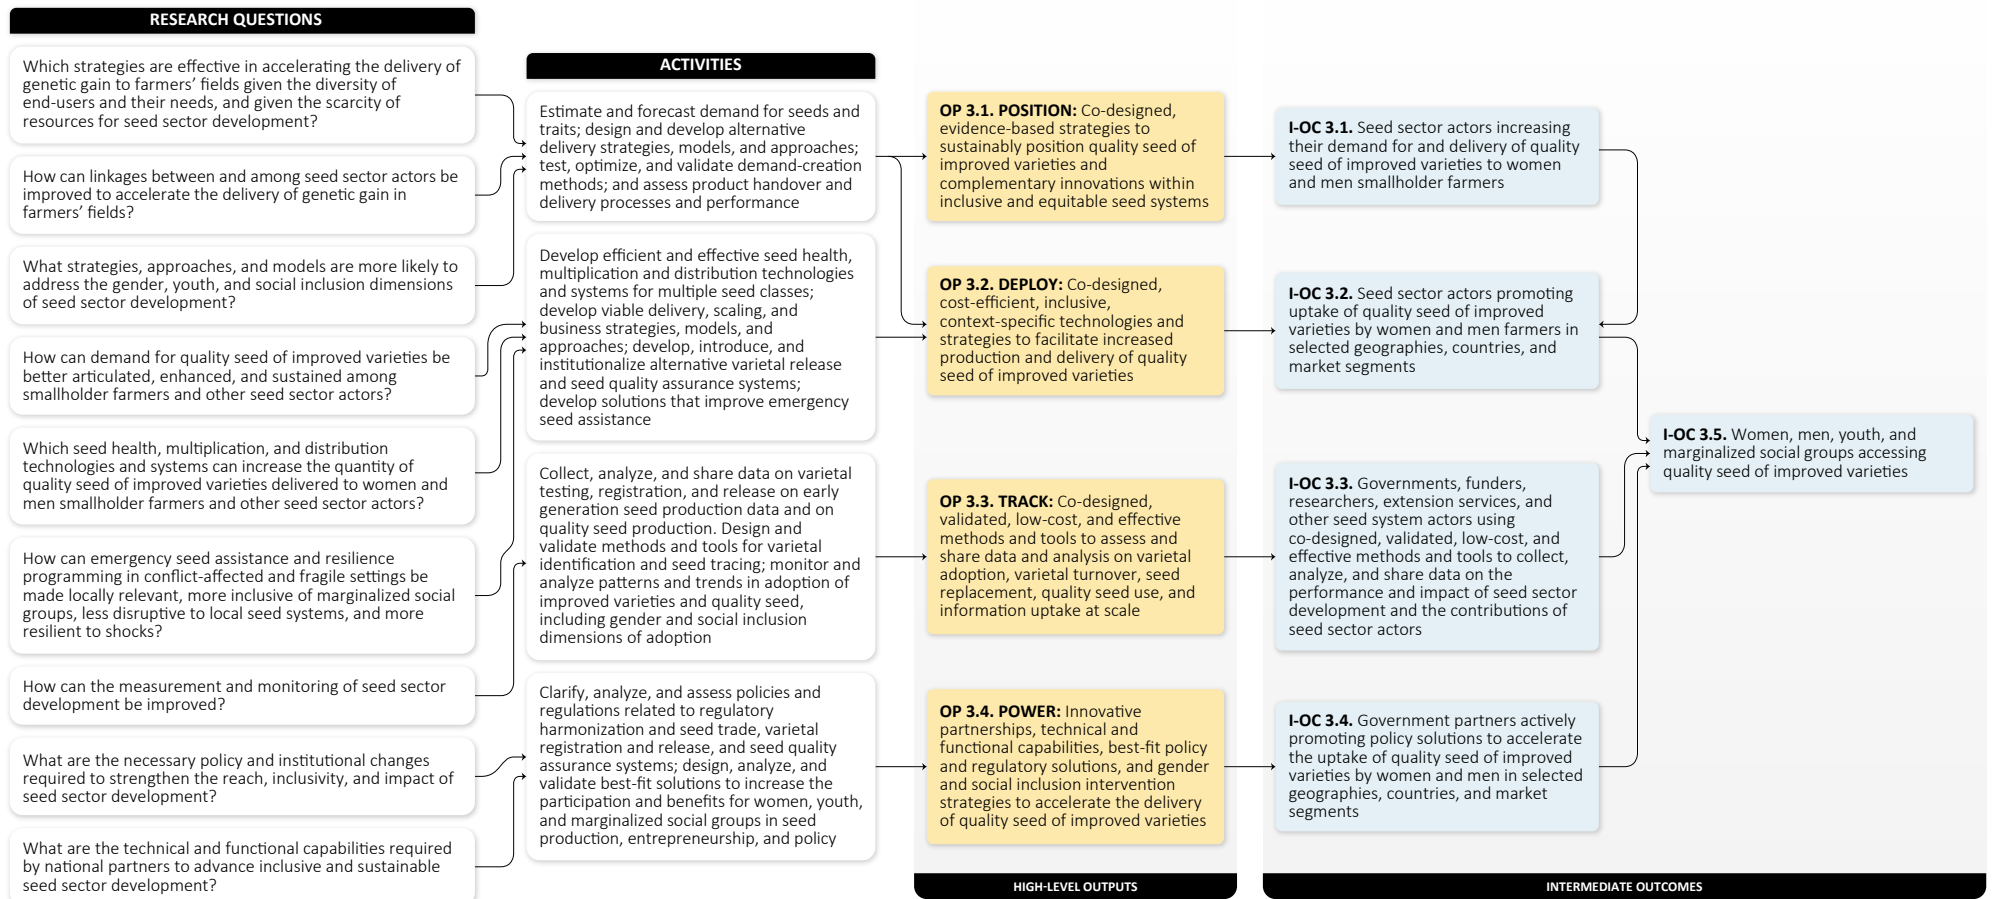 RESEARCH QUESTIONS
Which strategies are effective in accelerating the delivery of
genetic gain to farmers’ fields given the diversity of
end-users and their needs, and given the scarcity of
resources for seed sector development?
How can linkages between and among seed sector actors be
improved to accelerate the delivery of genetic gain in
farmers’ fields?
What strategies, approaches, and models are more likely to
address the gender, youth, and social inclusion dimensions
of seed sector development?
How can demand for quality seed of improved varieties be
better articulated, enhanced, and sustained among
smallholder farmers and other seed sector actors?
Which seed health, multiplication, and distribution
technologies and systems can increase the quantity of
quality seed of improved varieties delivered to women and
men smallholder farmers and other seed sector actors?
How can emergency seed assistance and resilience
programming in conflict-affected and fragile settings be
made locally relevant, more inclusive of marginalized social
groups, less disruptive to local seed systems, and more
resilient to shocks?
How can the measurement and monitoring of seed sector
development be improved?
What are the necessary policy and institutional changes
required to strengthen the reach, inclusivity, and impact of
seed sector development?
What are the technical and functional capabilities required
by national partners to advance inclusive and sustainable
seed sector development?
ACTIVITIES
Estimate and forecast demand for seeds and
traits; design and develop alternative
delivery strategies, models, and approaches;
test, optimize, and validate demand-creation
methods; and assess product handover and
delivery processes and performance
Develop efficient and effective seed health,
multiplication and distribution technologies
and systems for multiple seed classes;
develop viable delivery, scaling, and
business strategies, models, and
approaches; develop, introduce, and
institutionalize alternative varietal release
and seed quality assurance systems;
develop solutions that improve emergency
seed assistance
Collect, analyze, and share data on varietal
testing, registration, and release on early
generation seed production data and on
quality seed production. Design and
validate methods and tools for varietal
identification and seed tracing; monitor and
analyze patterns and trends in adoption of
improved varieties and quality seed,
including gender and social inclusion
dimensions of adoption
Clarify, analyze, and assess policies and
regulations related to regulatory
harmonization and seed trade, varietal
registration and release, and seed quality
assurance systems; design, analyze, and
validate best-fit solutions to increase the
participation and benefits for women, youth,
and marginalized social groups in seed
production, entrepreneurship, and policy
OP 3.1. POSITION: Co-designed,
evidence-based strategies to
sustainably position quality seed of
improved varieties and
complementary innovations within
inclusive and equitable seed systems
OP 3.2. DEPLOY: Co-designed,
cost-efficient, inclusive,
context-specific technologies and
strategies to facilitate increased
production and delivery of quality
seed of improved varieties
OP 3.3. TRACK: Co-designed,
validated, low-cost, and effective
methods and tools to assess and
share data and analysis on varietal
adoption, varietal turnover, seed
replacement, quality seed use, and
information uptake at scale
OP 3.4. POWER: Innovative
partnerships, technical and
functional capabilities, best-fit policy
and regulatory solutions, and gender
and social inclusion intervention
strategies to accelerate the delivery
of quality seed of improved varieties
HIGH-LEVEL OUTPUTS
I-OC 3.1. Seed sector actors increasing
their demand for and delivery of quality
seed of improved varieties to women
and men smallholder farmers
I-OC 3.2. Seed sector actors promoting
uptake of quality seed of improved
varieties by women and men farmers in
selected geographies, countries, and
market segments
I-OC 3.3. Governments, funders,
researchers, extension services, and
other seed system actors using
co-designed, validated, low-cost, and
effective methods and tools to collect,
analyze, and share data on the
performance and impact of seed sector
development and the contributions of
seed sector actors
I-OC 3.4. Government partners actively
promoting policy solutions to accelerate
the uptake of quality seed of improved
varieties by women and men in selected
geographies, countries, and market
segments
I-OC 3.5. Women, men, youth, and
marginalized social groups accessing
quality seed of improved varieties
INTERMEDIATE OUTCOMES